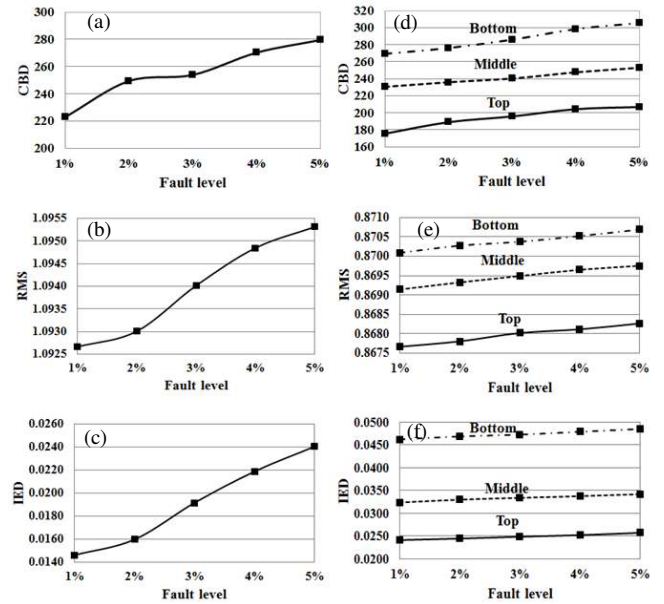 (a)
300
280
260
240
220
200
CBD
1% 2% 3% 4% 5%
Fault level
(d)
320
300
280
260
240
220
200
180
160
CBD
Bottom
Middle
Top
1% 2% 3% 4% 5%
Fault level
(b)
1.0955
1.0950
1.0945
1.0940
1.0935
1.0930
1.0925
RMS
1% 2% 3% 4% 5%
Fault level
(e)
0.8710
0.8705
0.8700
0.8695
0.8690
0.8685
0.8680
0.8675
RMS
Bottom
Middle
Top
1% 2% 3% 4% 5%
Fault level
(c)
0.0260
0.0240
0.0220
0.0200
0.0180
0.0160
0.0140
IED
1% 2% 3% 4% 5%
Fault level
(f)
0.0500
0.0450
0.0400
0.0350
0.0300
0.0250
0.0200
IED
Bottom
Middle
Top
1% 2% 3% 4% 5%
Fault level